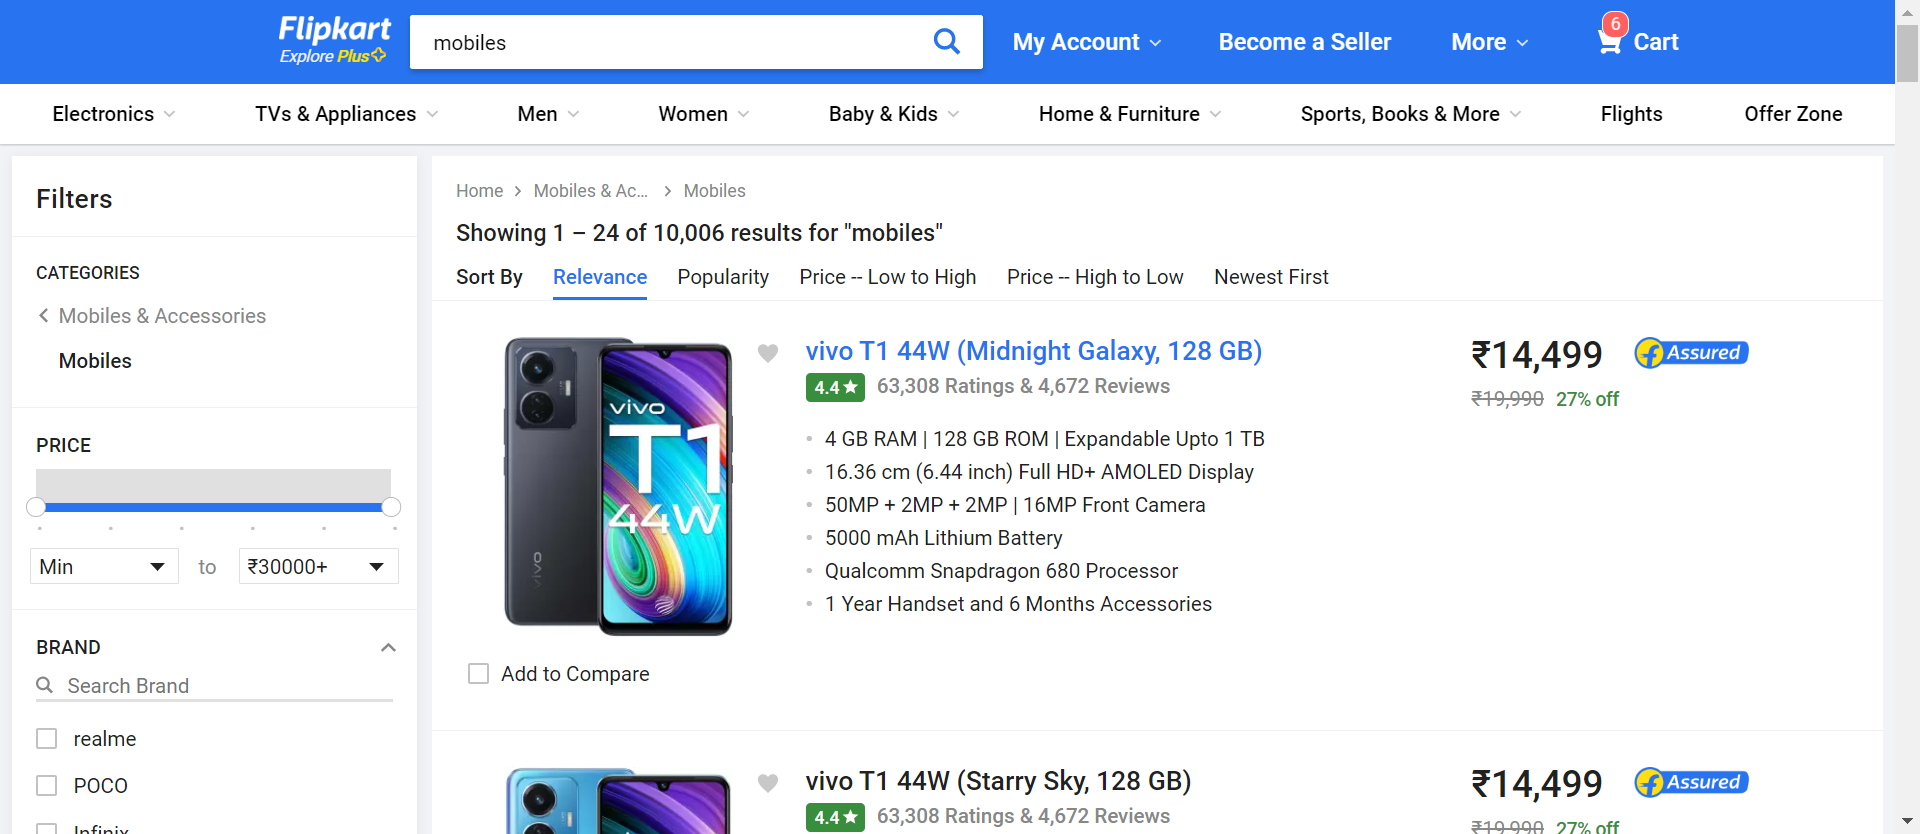 Flipkart
Explore Plus
mobiles
My Account
Become a Seller
More
6
Cart
Electronics
TVs & Appliances
Men
Women
Baby & Kids
Home & Furniture
Sports, Books & More
Flights
Offer Zone
Filters
CATEGORIES
Mobiles & Accessories
Mobiles
PRICE
Min
to
₹30000+
BRAND
Search Brand
realme
POCO
Infinix
Home
Mobiles & Ac...
Mobiles
Showing 1 – 24 of 10,006 results for "mobiles"
Sort By
Relevance
Popularity
Price -- Low to High
Price -- High to Low
Newest First
vivo
T1
44W
vivo
Add to Compare
vivo T1 44W (Midnight Galaxy, 128 GB)
4.4★
63,308 Ratings & 4,672 Reviews
4 GB RAM | 128 GB ROM | Expandable Upto 1 TB
16.36 cm (6.44 inch) Full HD+ AMOLED Display
50MP + 2MP + 2MP | 16MP Front Camera
5000 mAh Lithium Battery
Qualcomm Snapdragon 680 Processor
1 Year Handset and 6 Months Accessories
₹14,499
Assured
₹19,990
27% off
vivo T1 44W (Starry Sky, 128 GB)
4.4★
63,308 Ratings & 4,672 Reviews
₹14,499
Assured
₹19,990
27% off